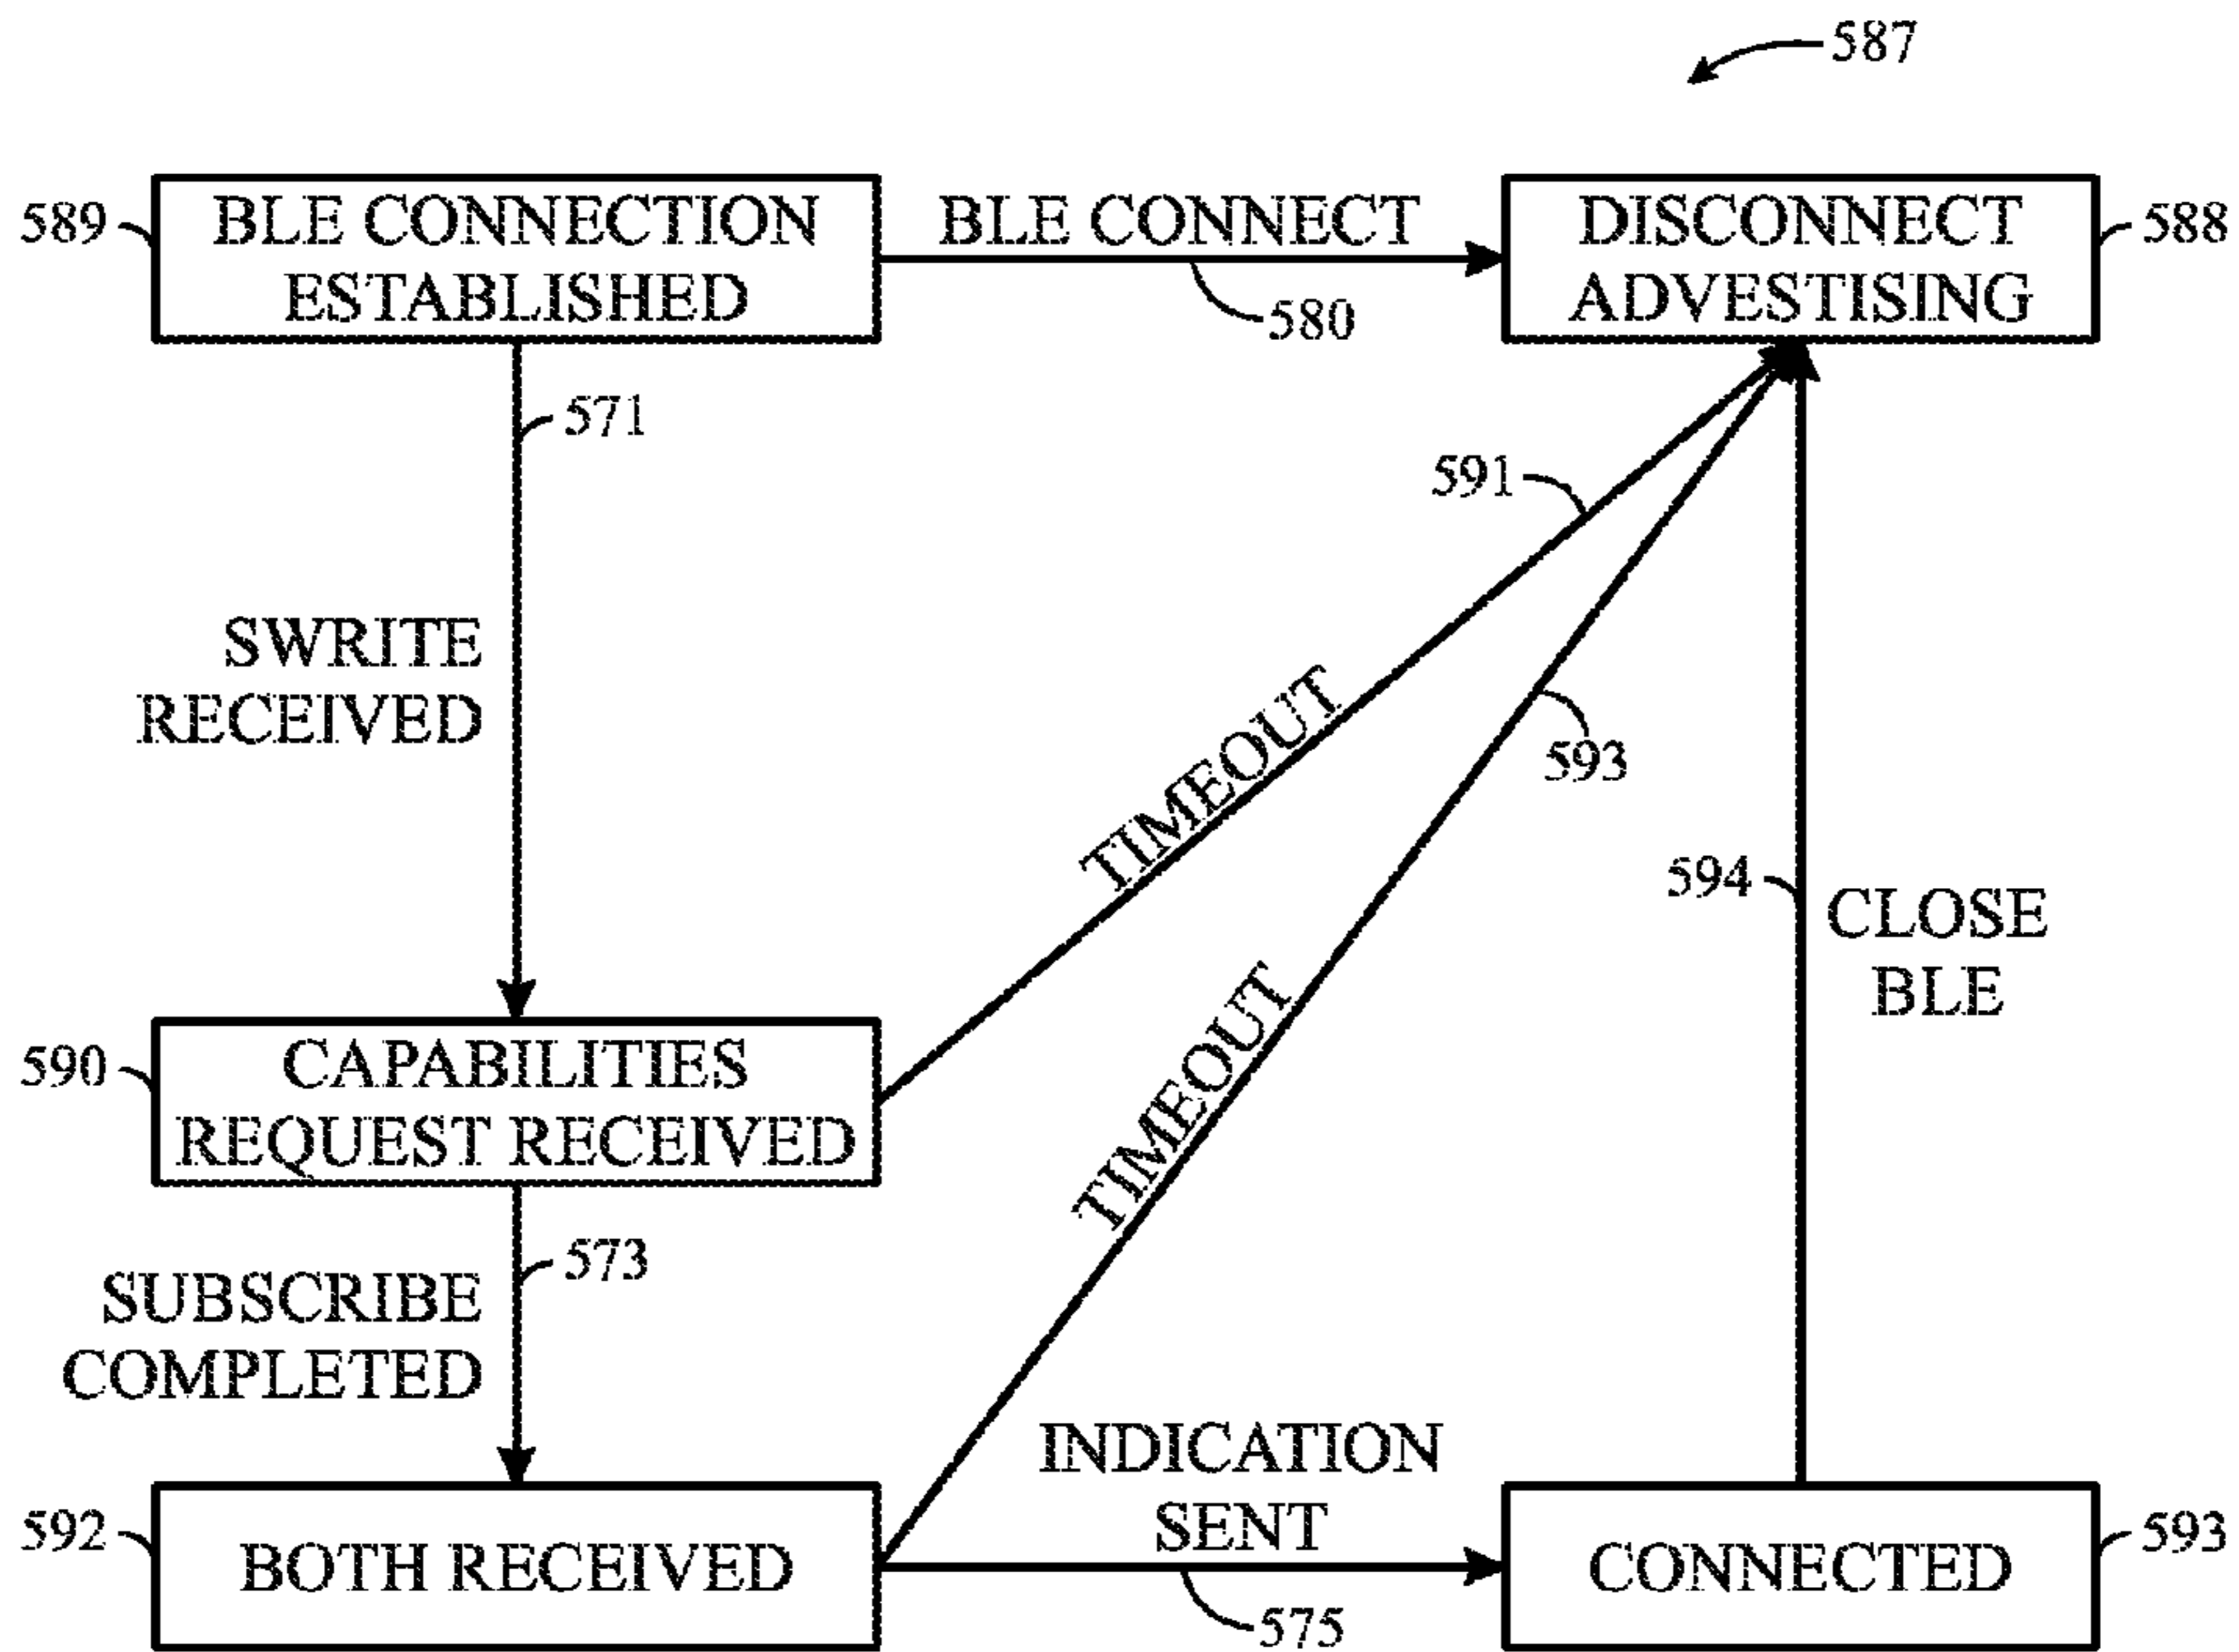 587
589
BLE CONNECTION
ESTABLISHED
BLE CONNECT
580
DISCONNECT
ADVESTISING
588
571
591
SWRITE
RECEIVED
TIMEOUT
593
594
CLOSE
BLE
590
CAPABILITIES
REQUEST RECEIVED
TIMEOUT
573
SUBSCRIBE
COMPLETED
INDICATION
SENT
592
BOTH RECEIVED
575
CONNECTED
593